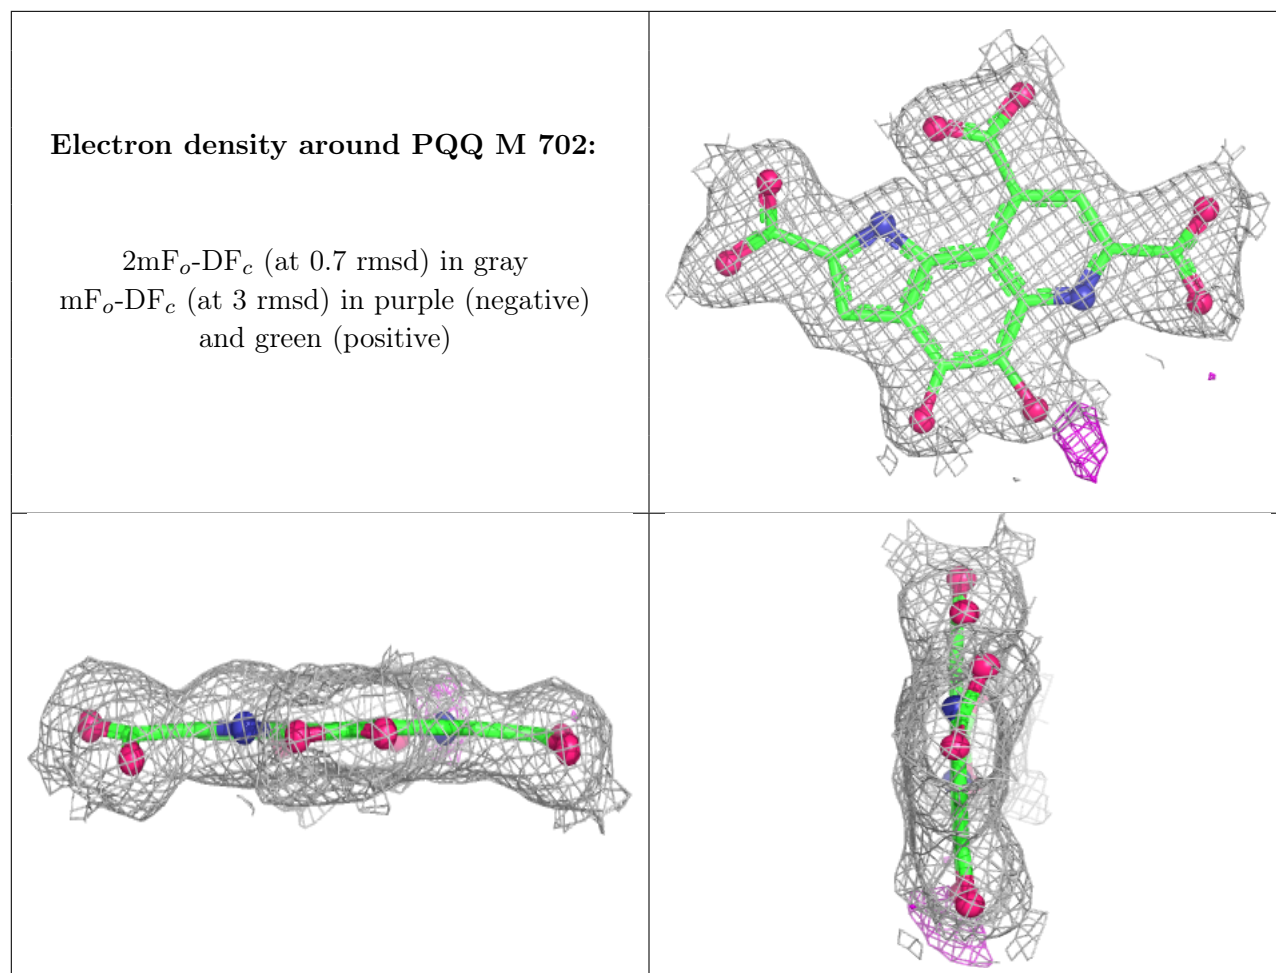 Electron density around PQQ M 702:
2mFo-DFc (at 0.7 rmsd) in gray
mFo-DFc (at 3 rmsd) in purple (negative)
and green (positive)